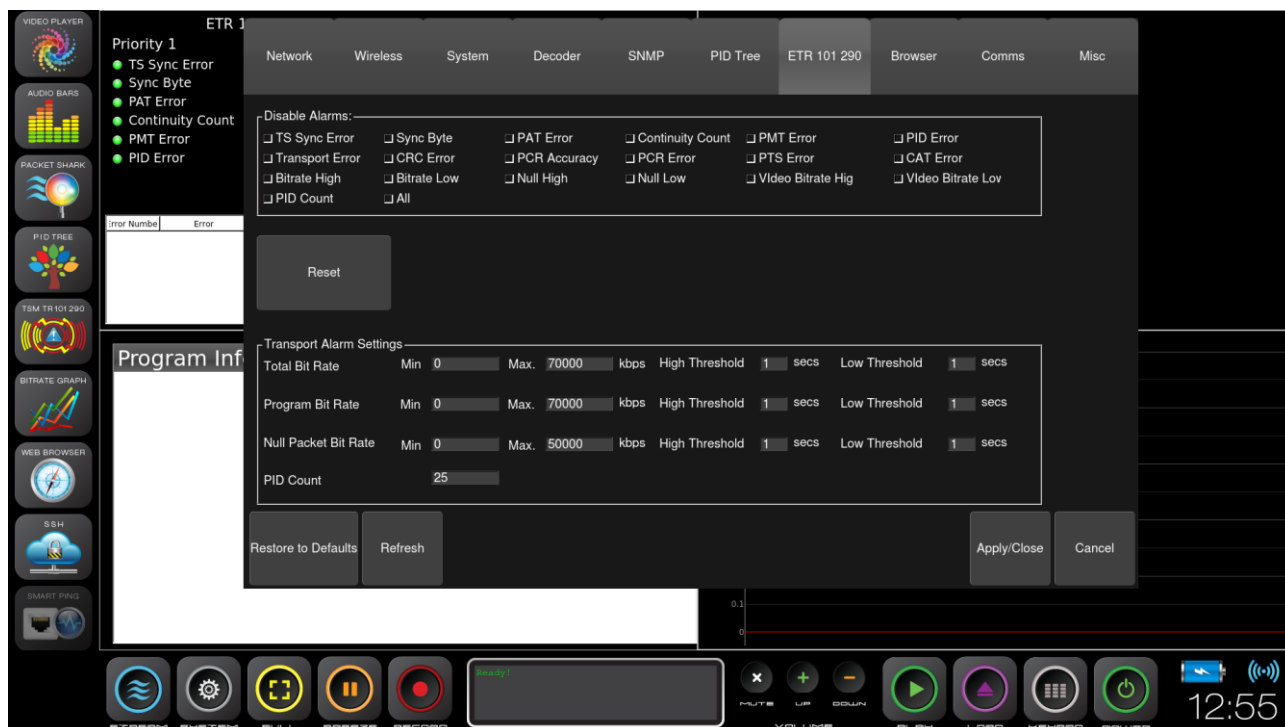 VIDEO PLAYER
AUDIO BARS
PACKET SHARK
PID TREE
TSM TR 101 290
BITRATE GRAPH
WEB BROWSER
SSH
SMART PING
ETR 1
Priority 1
TS Sync Error
Sync Byte
PAT Error
Continuity Count
PMT Error
PID Error
Error
Program Inf
Network Wireless System Decoder SNMP PID Tree ETR 101 290 Browser Comms Misc
Disable Alarms:
TS Sync Error Sync Byte PAT Error Continuity Count PMT Error PID Error
Transport Error CRC Error PCR Accuracy PCR Error PTS Error CAT Error
Bitrate High Bitrate Low Null High Null Low VIdeo Bitrate Hig VIdeo Bitrate Lov
PID Count All
Reset
Transport Alarm Settings
Total Bit Rate Min 0 Max. 70000 kbps High Threshold 1 secs Low Threshold 1 secs
Program Bit Rate Min 0 Max. 70000 kbps High Threshold 1 secs Low Threshold 1 secs
Null Packet Bit Rate Min 0 Max. 50000 kbps High Threshold 1 secs Low Threshold 1 secs
PID Count 25
Restore to Defaults Refresh Apply/Close Cancel
0.1
0
Ready!
MUTE UP DOWN
12:55